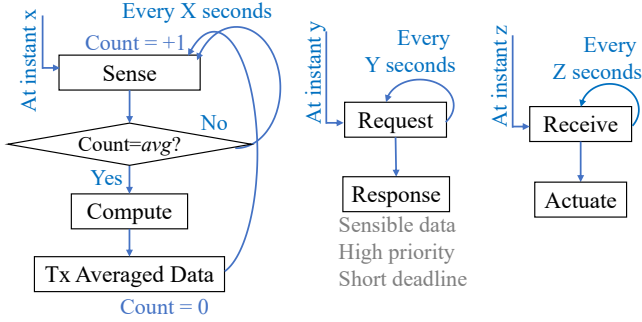 At instant x
Every X seconds
Count = +1
Sense
Count=avg?
No
Yes
Compute
Tx Averaged Data
Count = 0
At instant y
Every
Y seconds
Request
Response
Sensible data
High priority
Short deadline
At instant z
Every
Z seconds
Receive
Actuate